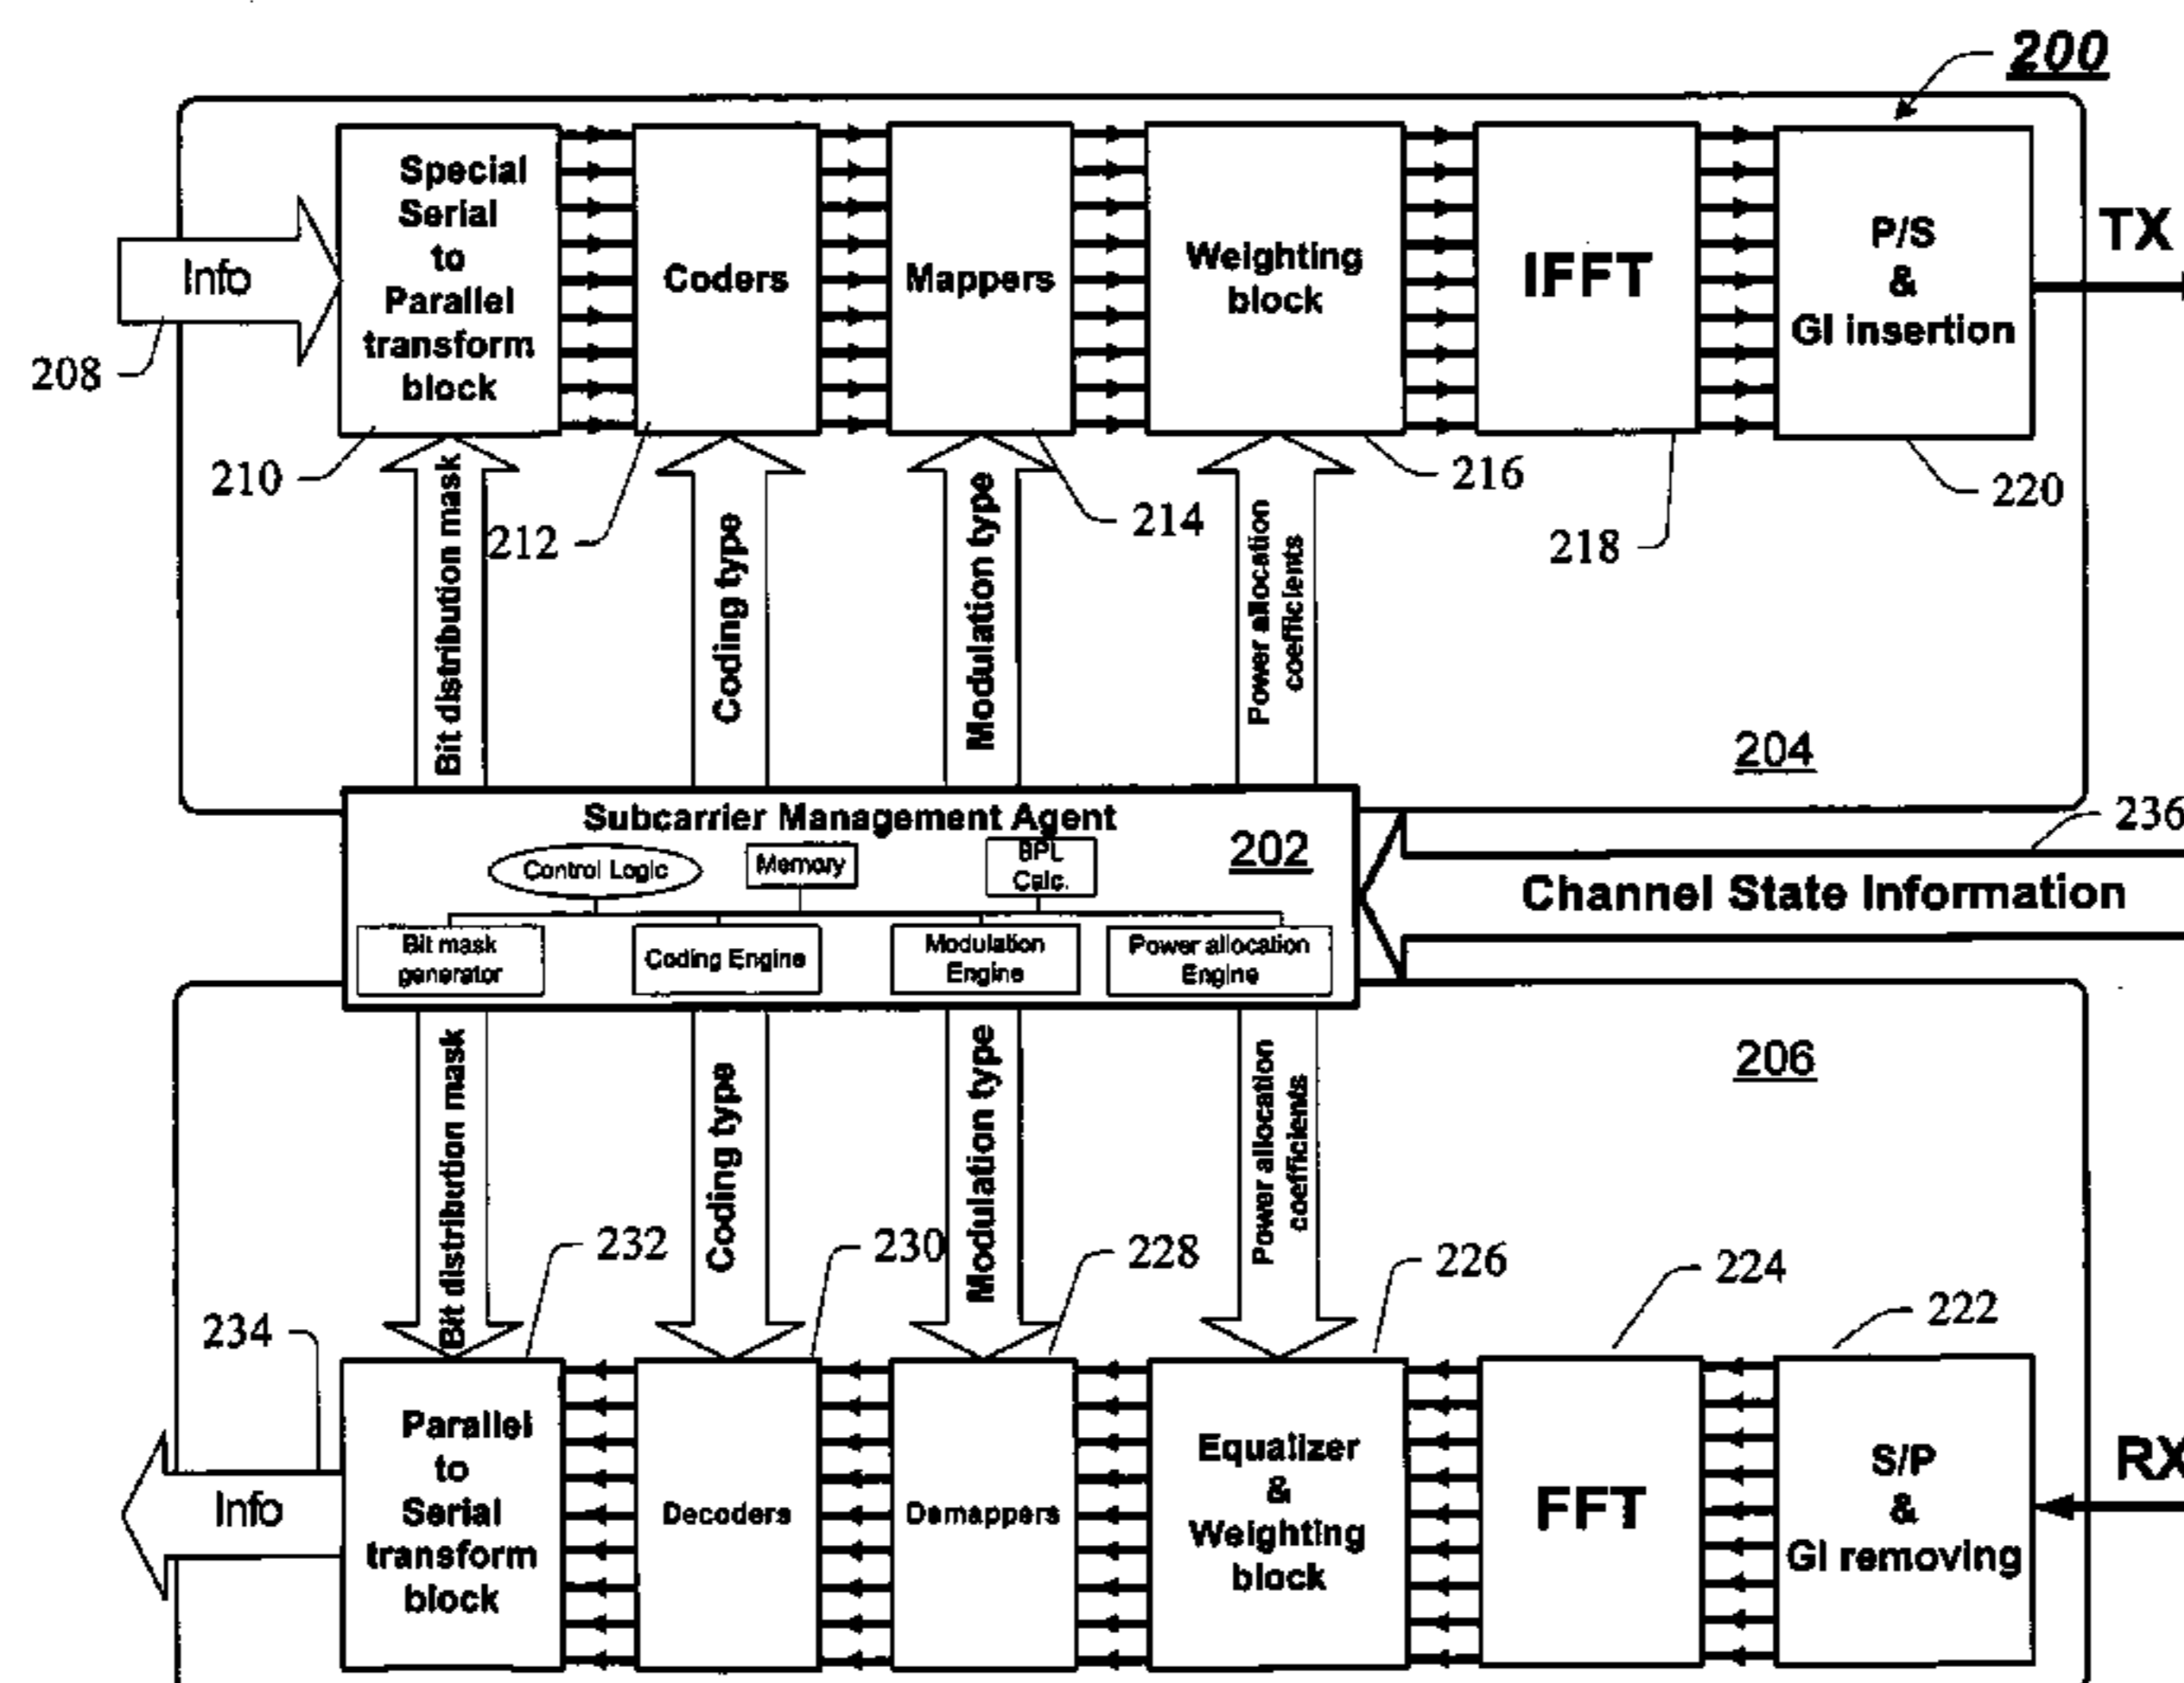 200
Special
Serial
to
Parallel
transform
block
Coders
Mappers
Weighting
block
IFFT
P/S
&
GI insertion
TX
Info
208
210
212
214
216
218
220
Bit distribution mask
Coding type
Modulation type
Power allocation
coefficients
204
Subcarrier Management Agent
202
Control Logic
Memory
BPL
Calc.
Bit mask
generator
Coding Engine
Modulation
Engine
Power allocation
Engine
236
Channel State Information
206
Bit distribution mask
Coding type
Modulation type
Power allocation
coefficients
234
232
230
228
226
224
222
Info
Parallel
to
Serial
transform
block
Decoders
Demappers
Equalizer
&
Weighting
block
FFT
S/P
&
GI removing
RX